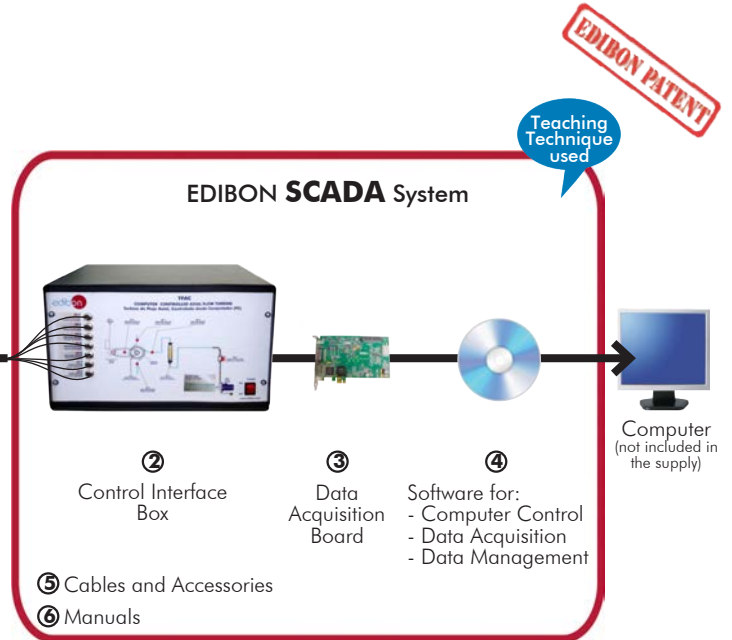 EDIBON PATENT
Teaching
Technique
used
EDIBON SCADA System
edibon
TFAC
COMPUTER CONTROLLED AXIAL FLOW TURBINE
② ③ ④
Control Interface
Box
Data
Acquisition
Board
Software for:
- Computer Control
- Data Acquisition
- Data Management
Computer
(not included in
the supply)
⑤ Cables and Accessories
⑥ Manuals